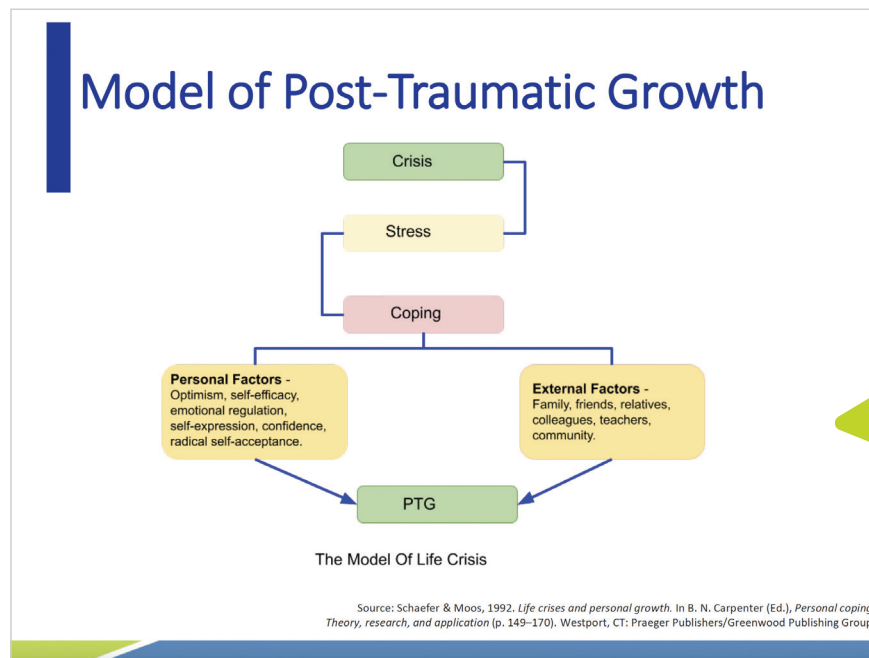 Model of Post-Traumatic Growth
Crisis
Stress
Coping
Personal Factors -
Optimism, self-efficacy,
emotional regulation,
self-expression, confidence,
radical self-acceptance.
External Factors -
Family, friends, relatives,
colleagues, teachers,
community.
PTG
The Model Of Life Crisis
Source: Schaefer & Moos, 1992. Life crises and personal growth. In B. N. Carpenter (Ed.), Personal coping
Theory, research, and application (p. 149–170). Westport, CT: Praeger Publishers/Greenwood Publishing Group